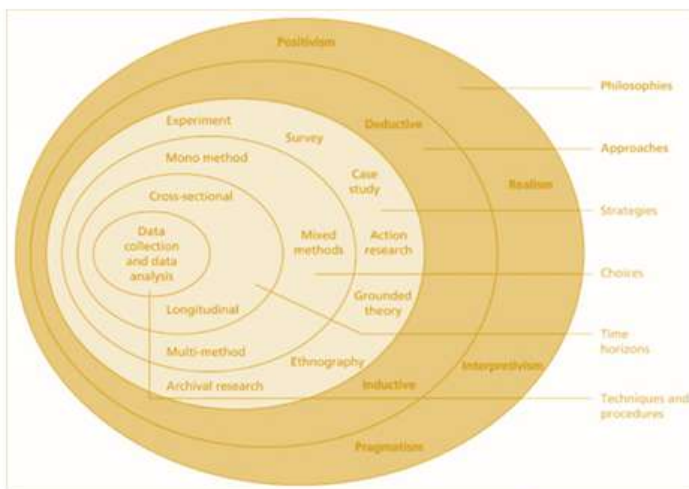 Positivism
Philosophies
Experiment
Deductive
Survey
Approaches
Mono method
Case
study
Realism
Cross-sectional
Strategies
Data
collection
and data
analysis
Mixed
methods
Action
research
Choices
Grounded
theory
Longitudinal
Time
horizons
Multi-method
Ethnography
Interpretivism
Archival research
Inductive
Techniques and
procedures
Pragmatism